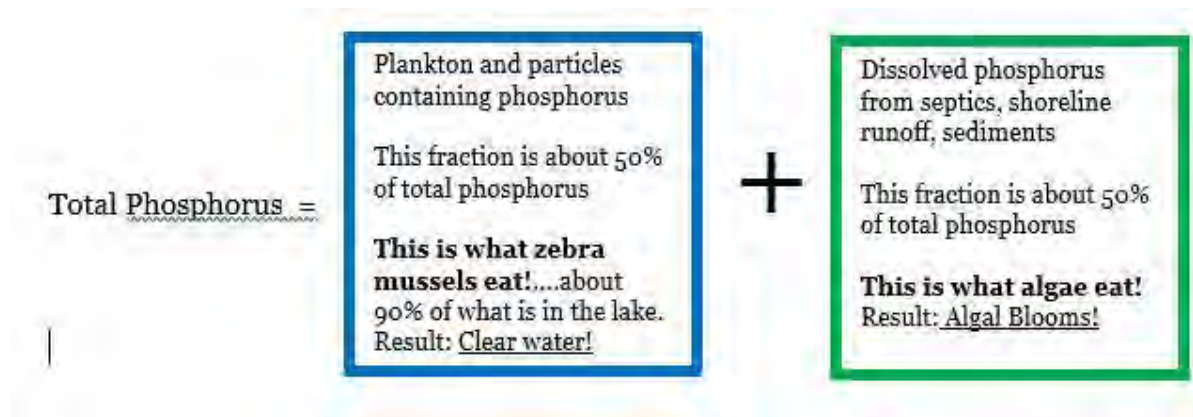 Total Phosphorus =
Plankton and particles
containing phosphorus
This fraction is about 50%
of total phosphorus
This is what zebra
mussels eat!....about
90% of what is in the lake.
Result: Clear water!
+
Dissolved phosphorus
from septics, shoreline
runoff, sediments
This fraction is about 50%
of total phosphorus
This is what algae eat!
Result: Algal Blooms!